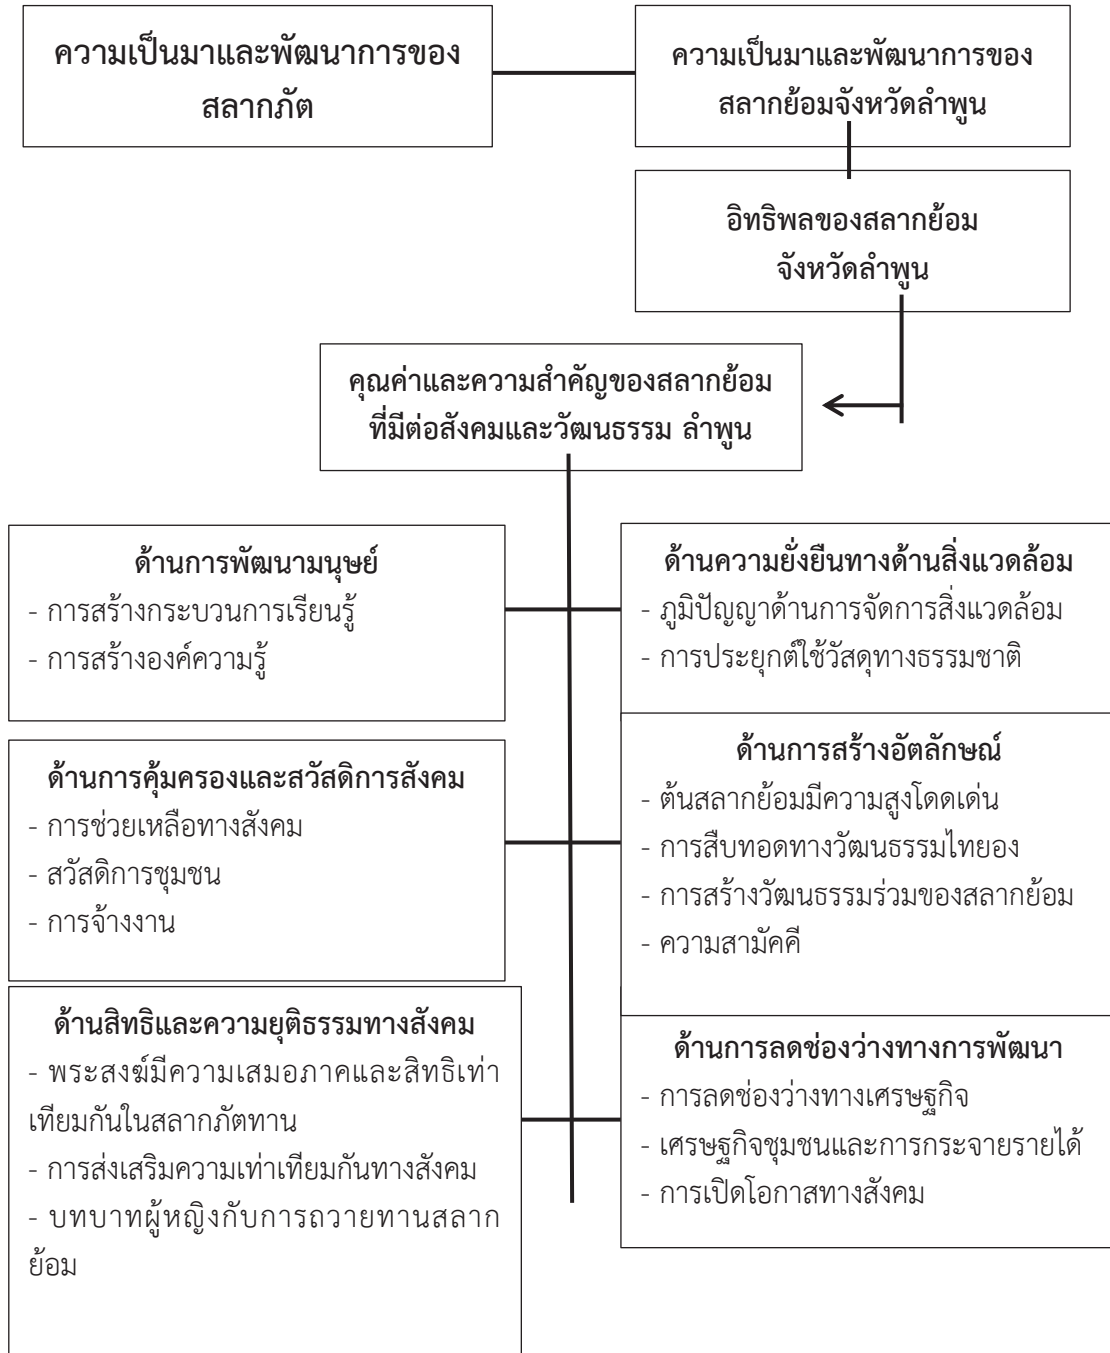 ความเป็นมาและพัฒนาการของ
สลากภัต
ความเป็นมาและพัฒนาการของ
สลากย้อมจังหวัดลำพูน
อิทธิพลของสลากย้อม
จังหวัดลำพูน
คุณค่าและความสำคัญของสลากย้อม
ที่มีต่อสังคมและวัฒนธรรม ลำพูน
ด้านการพัฒนามนุษย์
- การสร้างกระบวนการเรียนรู้
- การสร้างองค์ความรู้
ด้านความยั่งยืนทางด้านสิ่งแวดล้อม
- ภูมิปัญญาด้านการจัดการสิ่งแวดล้อม
- การประยุกต์ใช้วัสดุทางธรรมชาติ
ด้านการคุ้มครองและสวัสดิการสังคม
- การช่วยเหลือทางสังคม
- สวัสดิการชุมชน
- การจ้างงาน
ด้านการสร้างอัตลักษณ์
- ต้นสลากย้อมมีความสูงโดดเด่น
- การสืบทอดทางวัฒนธรรมไทยอง
- การสร้างวัฒนธรรมร่วมของสลากย้อม
- ความสามัคคี
ด้านสิทธิและความยุติธรรมทางสังคม
- พระสงฆ์มีความเสมอภาคและสิทธิเท่า
เทียมกันในสลากภัตทาน
- การส่งเสริมความเท่าเทียมกันทางสังคม
- บทบาทผู้หญิงกับการถวายทานสลาก
ย้อม
ด้านการลดช่องว่างทางการพัฒนา
- การลดช่องว่างทางเศรษฐกิจ
- เศรษฐกิจชุมชนและการกระจายรายได้
- การเปิดโอกาสทางสังคม